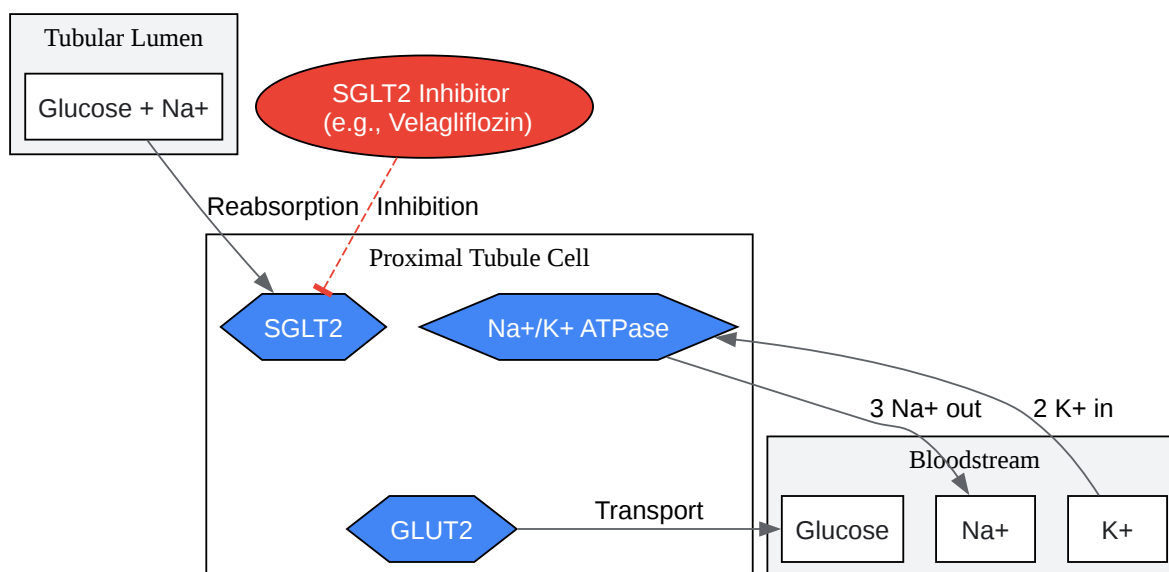 Tubular Lumen
Glucose + Na+
SGLT2 Inhibitor
(e.g., Velagliflozin)
Reabsorption
Inhibition
Proximal Tubule Cell
SGLT2
Na+/K+ ATPase
3 Na+ out
2 K+ in
Bloodstream
GLUT2
Transport
Glucose
Na+
K+